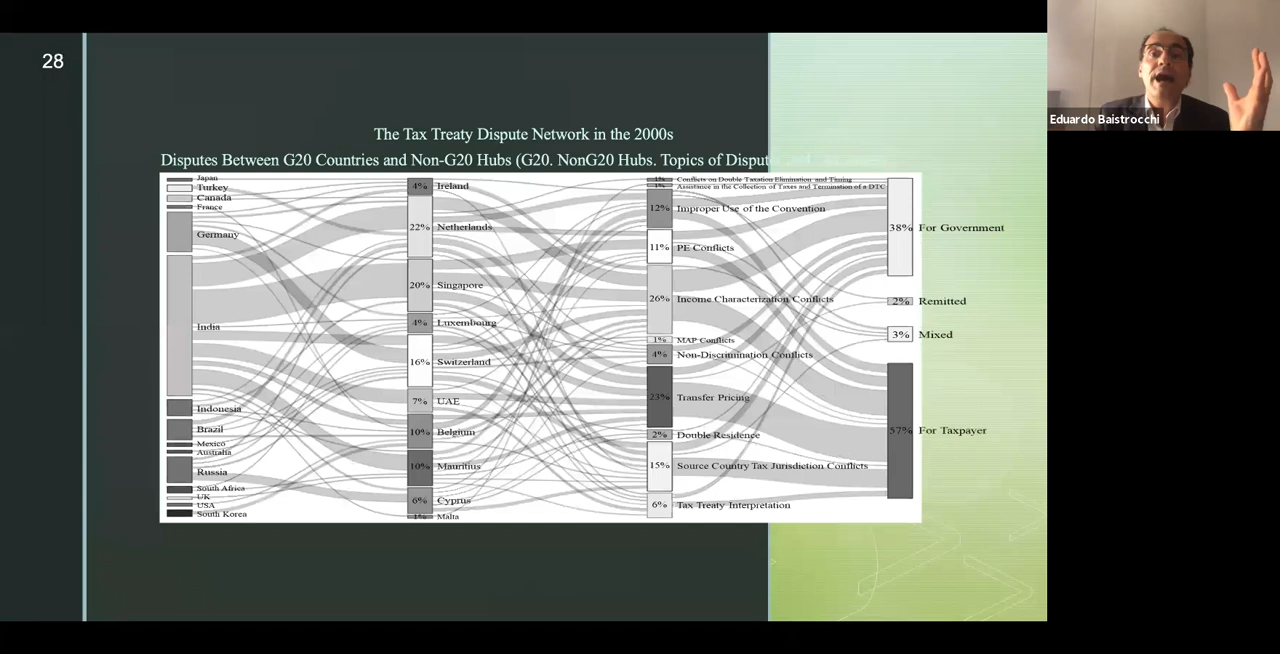 28
Eduardo Baistrocchi
The Tax Treaty Dispute Network in the 2000s
Disputes Between G20 Countries and Non-G20 Hubs (G20. NonG20 Hubs. Topics of Disput
Japan
Turkey
Canada
France
Germany
India
Indonesia
Brazil
Mexico
Australia
Russia
South Africa
UK
USA
South Korea
4% Ireland
22% Netherlands
20% Singapore
4% Luxembourg
16% Switzerland
7% UAE
10% Belgium
10% Mauritius
6% Cyprus
1% Malta
1% Conflicts on Double Taxation Elimination and Timing
1% Assistance in the Collection of Taxes and Termination of a DTC
12% Improper Use of the Convention
11% PE Conflicts
26% Income Characterization Conflicts
1% MAP Conflicts
4% Non-Discrimination Conflicts
23% Transfer Pricing
2% Double Residence
15% Source Country Tax Jurisdiction Conflicts
6% Tax Treaty Interpretation
38% For Government
2% Remitted
3% Mixed
57% For Taxpayer